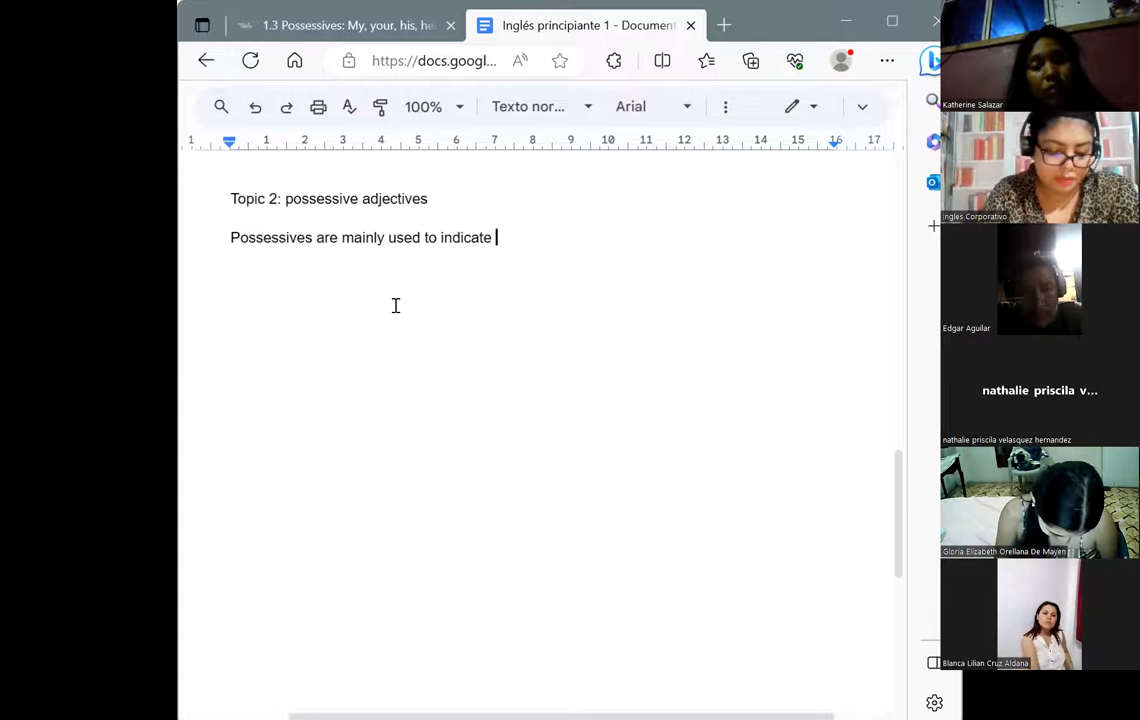 1.3 Possessives: My, your, his, he
Inglés principiante 1 - Document
https://docs.googl...
100%
Texto nor...
Arial
1 1 2 3 4 5 6 7 8 9 10 11 12 13 14 15 16 17
Topic 2: possessive adjectives
Possessives are mainly used to indicate
Katherine Salazar
Ingles Corporativo
Edgar Aguilar
nathalie priscila v...
nathalie priscila velasquez hernandez
Gloria Elizabeth Orellana De Mayen
Blanca Lilian Cruz Aldana